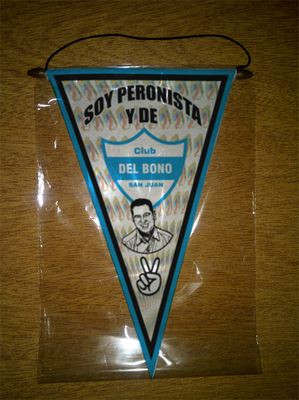 SOY PERONISTA
Y DE
Club
DEL BONO
SAN JUAN